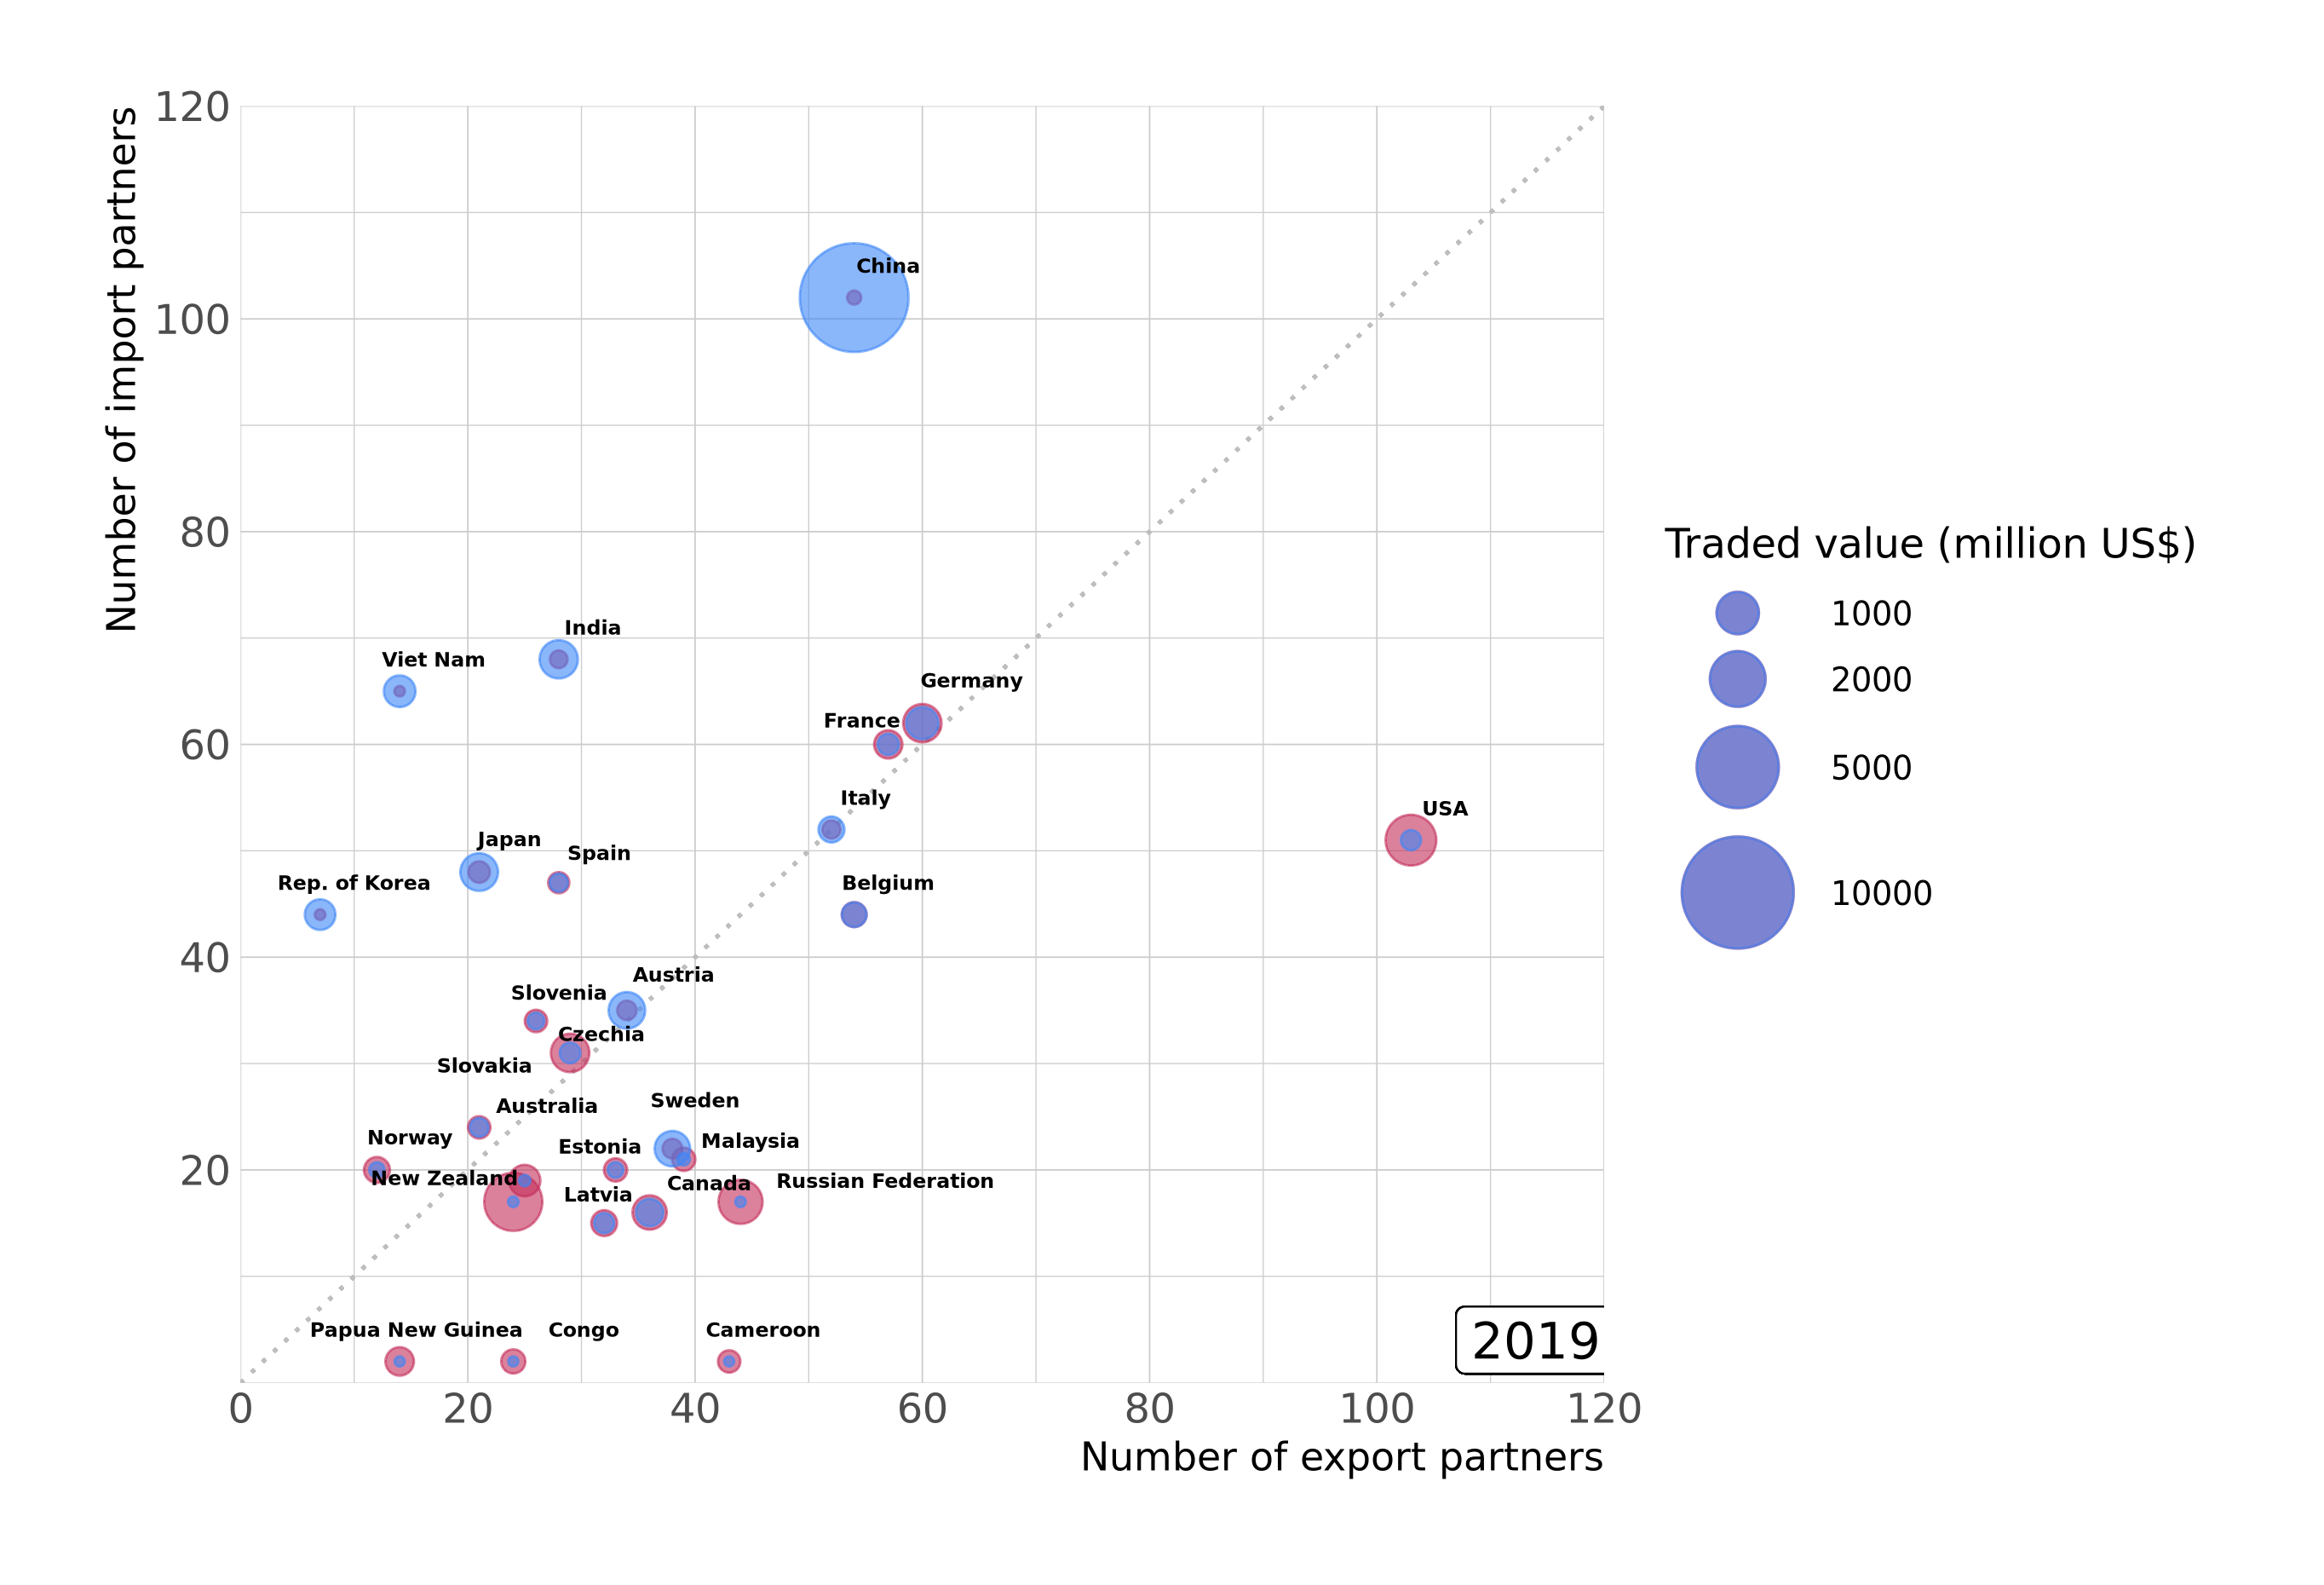 Number of import partners
120
100
80
60
40
20
0
20
40
60
80
100
120
Number of export partners
China
India
Viet Nam
Germany
France
Italy
USA
Japan
Spain
Rep. of Korea
Belgium
Austria
Slovenia
Czechia
Slovakia
Sweden
Australia
Norway
Estonia
Malaysia
New Zealand
Canada
Russian Federation
Latvia
Papua New Guinea
Congo
Cameroon
2019
Traded value (million US$)
1000
2000
5000
10000